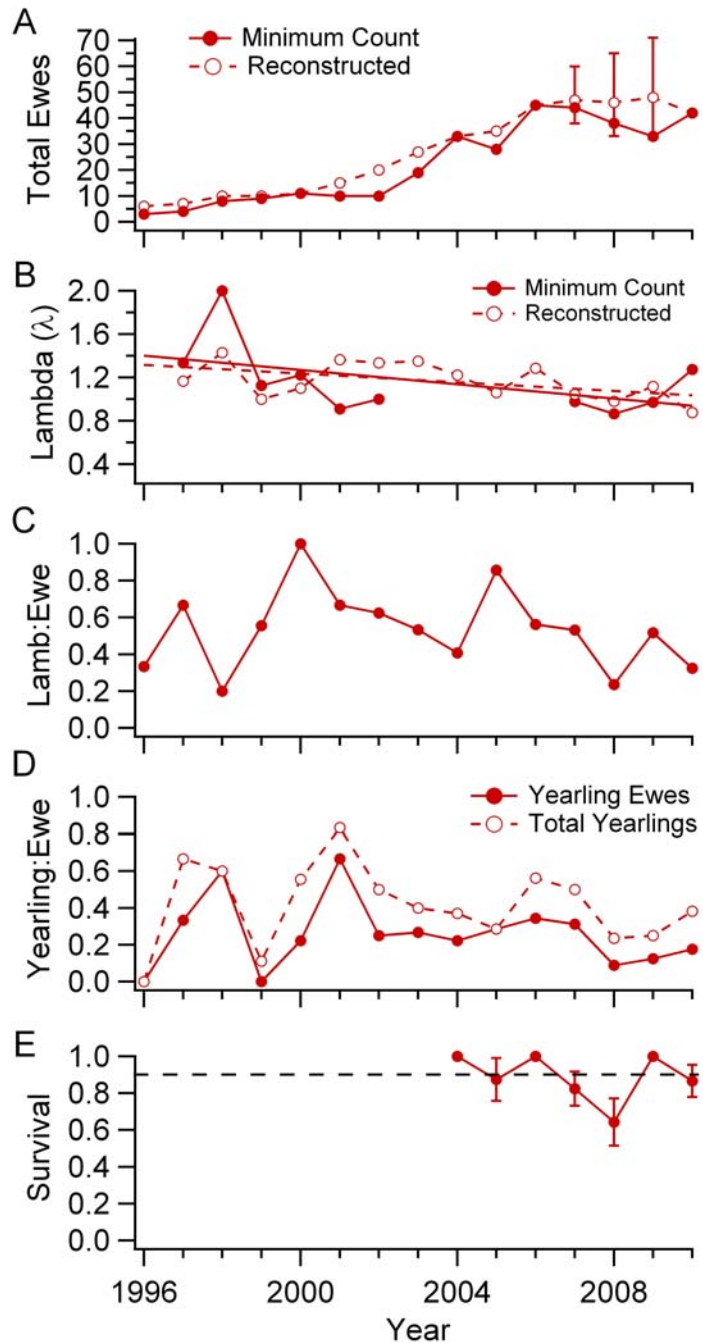 A
Total Ewes
70
60
50
40
30
20
10
0
Minimum Count
Reconstructed
B
Lambda (λ)
2.0
1.6
1.2
0.8
0.4
Minimum Count
Reconstructed
C
Lamb:Ewe
1.0
0.8
0.6
0.4
0.2
0.0
D
Yearling:Ewe
1.0
0.8
0.6
0.4
0.2
0.0
Yearling Ewes
Total Yearlings
E
Survival
1.0
0.8
0.6
0.4
0.2
0.0
1996 2000 2004 2008
Year